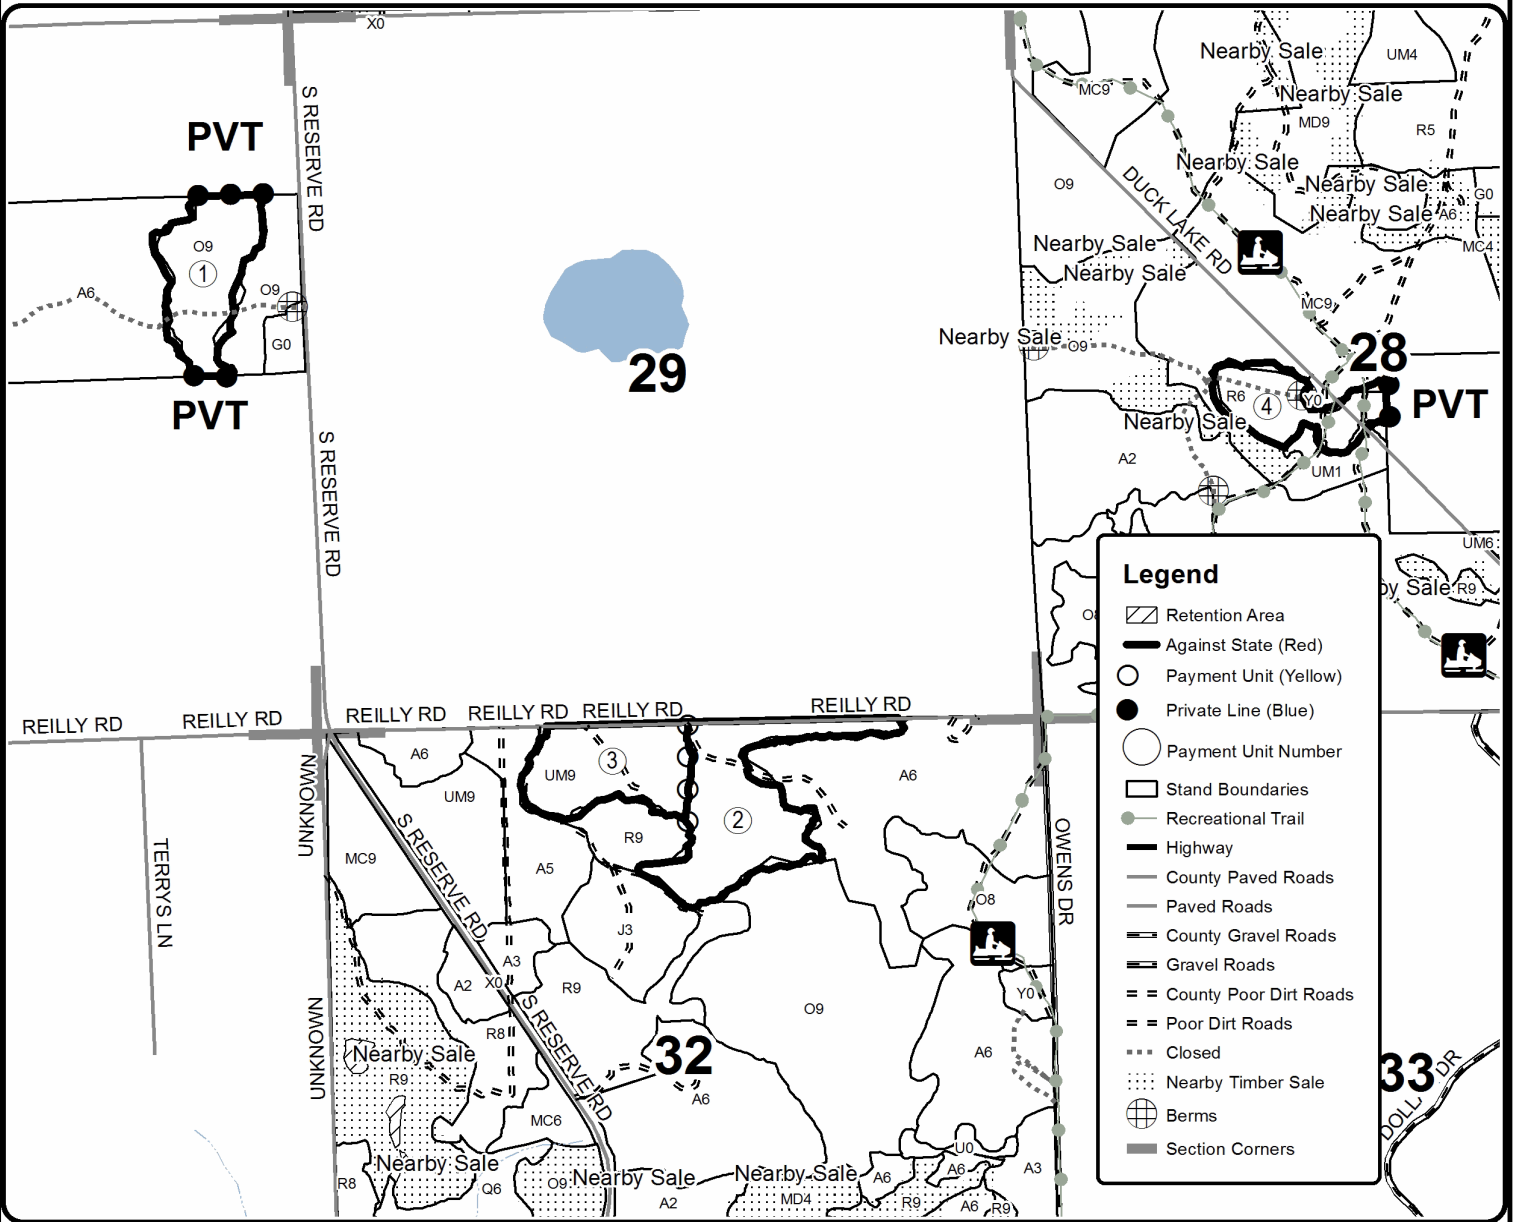 X0
S RESERVE RD
PVT
O9
1
A6
O9
G0
PVT
S RESERVE RD
29
Nearby Sale
UM4
Nearby Sale
MC9
MD9
R5
Nearby Sale
O9
DUCK LAKE RD
Nearby Sale
G0
Nearby Sale
A6
Nearby Sale
MC4
Nearby Sale
MC9
Nearby Sale
O9
28
R6
4
Y0
PVT
Nearby Sale
A2
UM1
UM6
by Sale
R9
REILLY RD
REILLY RD
REILLY RD
REILLY RD
REILLY RD
REILLY RD
UNKNOWN
A6
UM9
UM9
3
2
A6
R9
MC9
S RESERVE RD
A5
TERRYS LN
OWENS DR
O8
J3
A3
A2
X0
R9
Y0
UNKNOWN
S RESERVE RD
R8
O9
32
A6
Nearby Sale
R9
A6
MC6
Nearby Sale
R8
Q6
O9
Nearby Sale
A2
Nearby Sale
MD4
A6
U0
A6
A3
R9
A6
R9
33
DR
Legend
Retention Area
Against State (Red)
Payment Unit (Yellow)
Private Line (Blue)
Payment Unit Number
Stand Boundaries
Recreational Trail
Highway
County Paved Roads
Paved Roads
County Gravel Roads
Gravel Roads
County Poor Dirt Roads
Poor Dirt Roads
Closed
Nearby Timber Sale
Berms
Section Corners